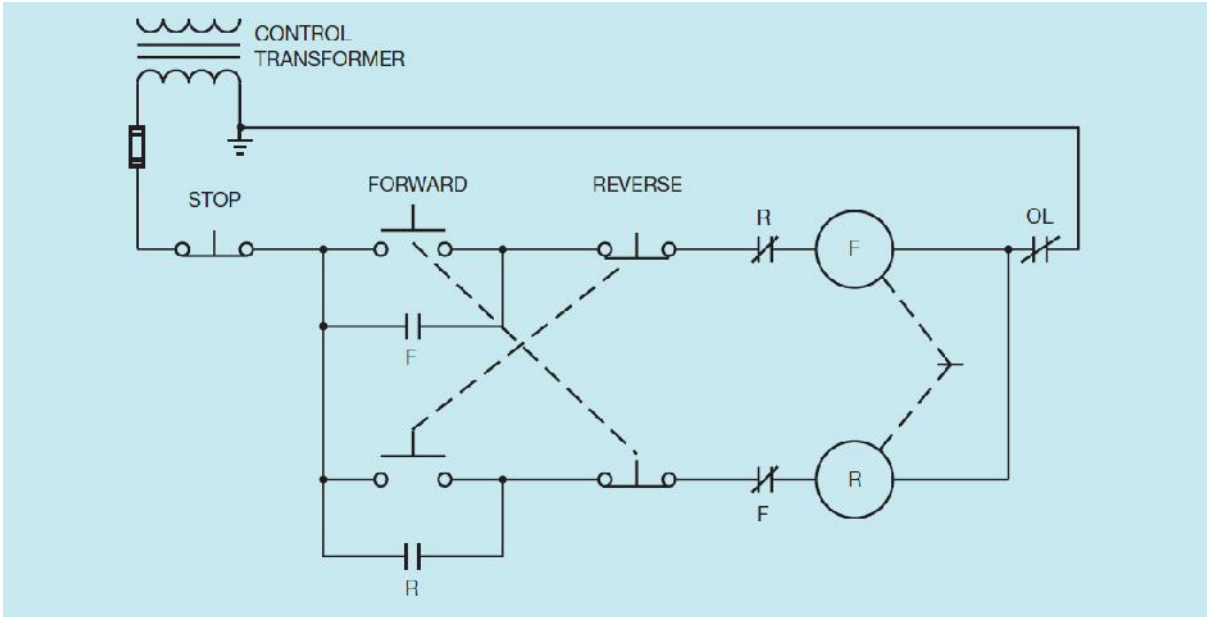 CONTROL
TRANSFORMER
FORWARD
REVERSE
STOP
R
OL
F
F
R
F
R